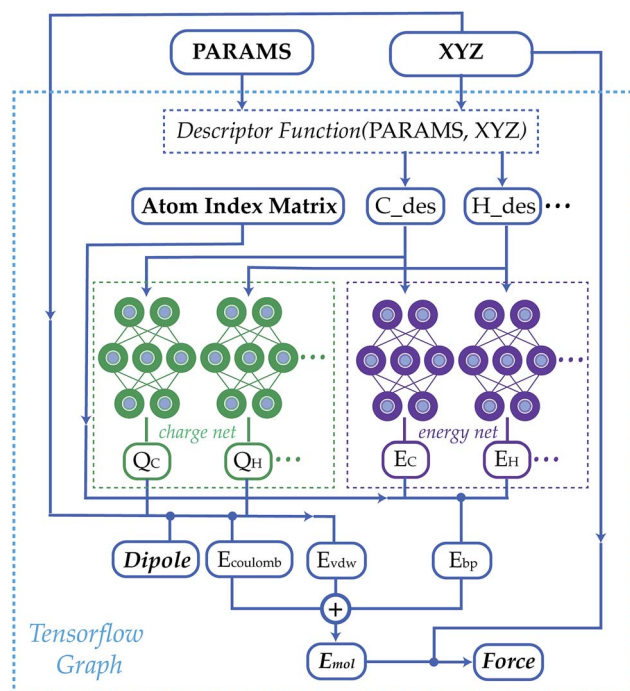 PARAMS
XYZ
Descriptor Function(PARAMS, XYZ)
Atom Index Matrix
C_des
H_des
...
...
...
charge net
energy net
QC
QH
...
EC
EH
...
Dipole
Ecoulomb
Evdw
Ebp
+
Tensorflow
Graph
Emol
Force